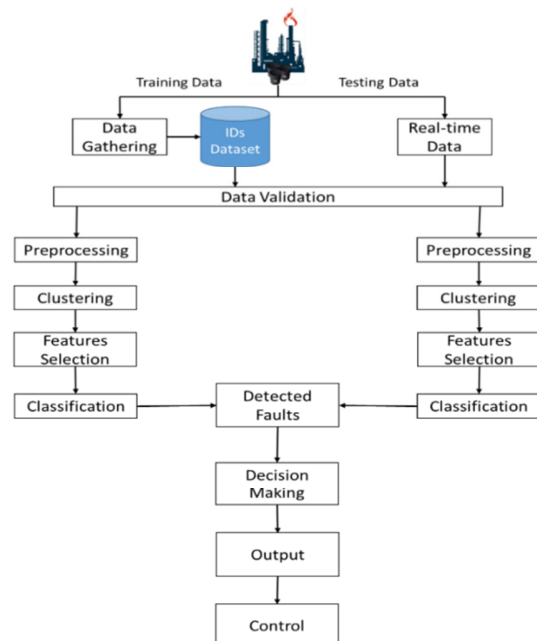 Training Data
Testing Data
Data
Gathering
IDs
Dataset
Real-time
Data
Data Validation
Preprocessing
Preprocessing
Clustering
Clustering
Features
Selection
Features
Selection
Classification
Detected
Faults
Classification
Decision
Making
Output
Control